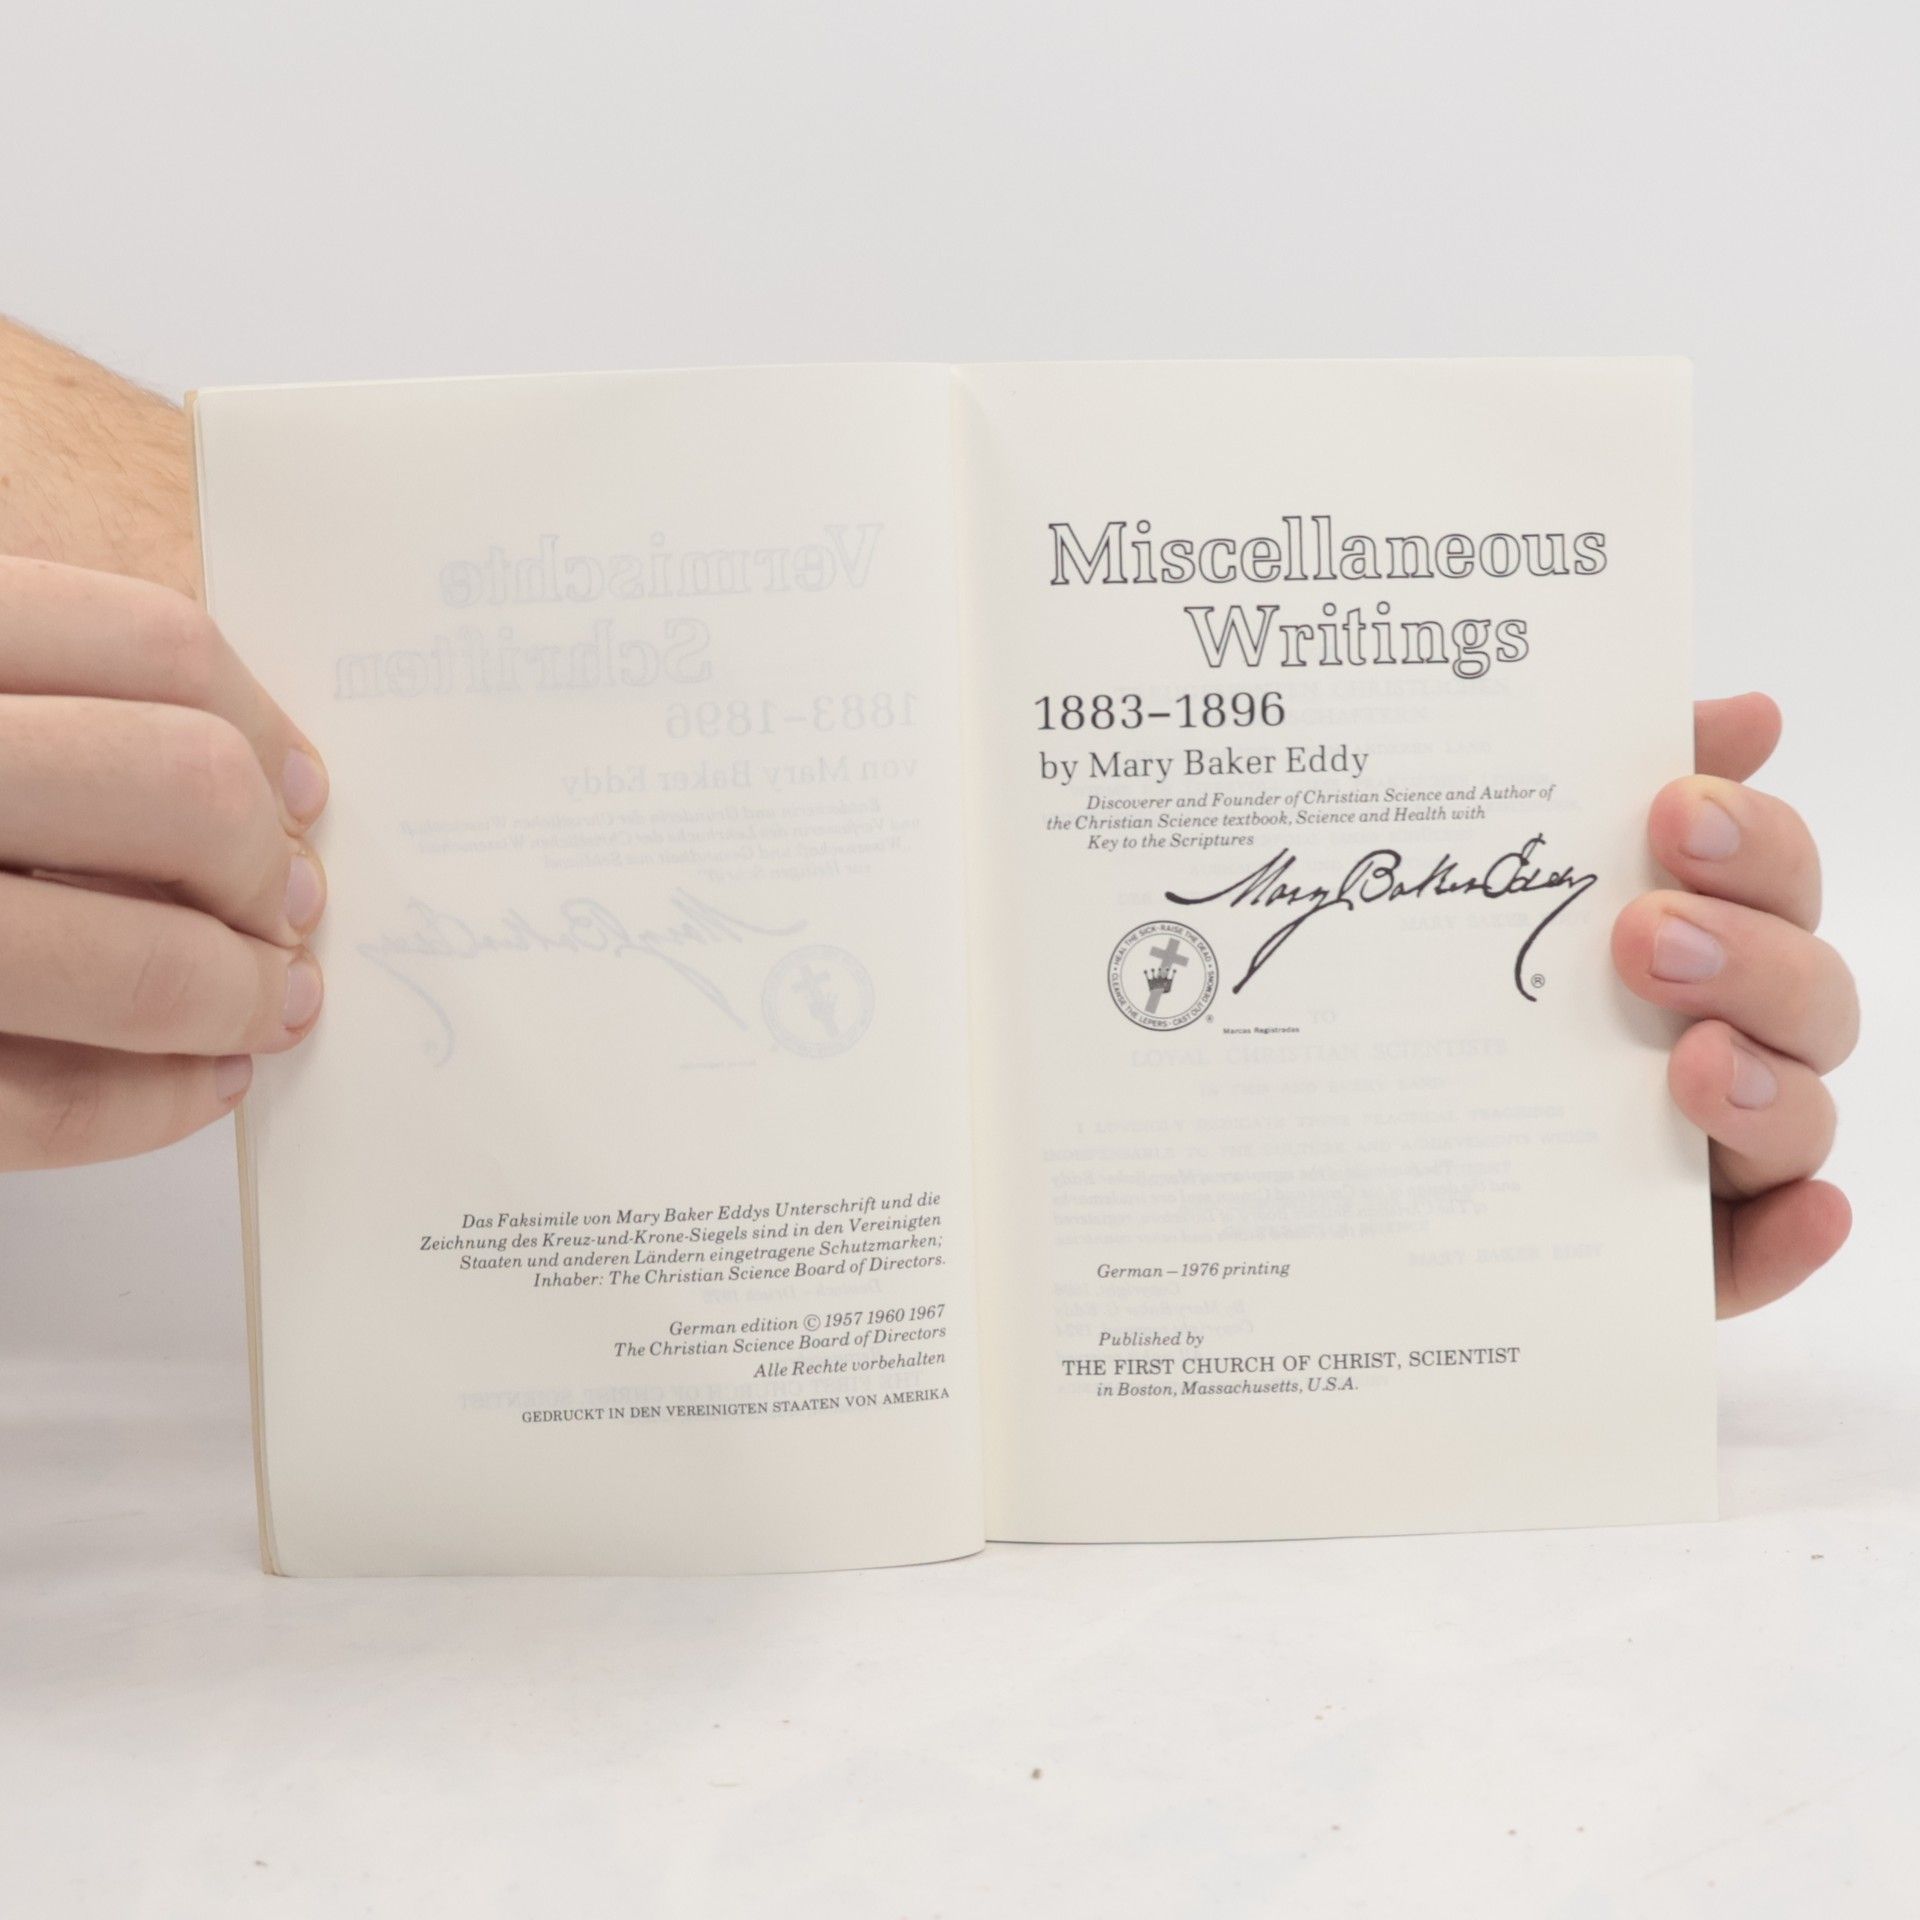 Das Faksimile von Mary Baker Eddys Unterschrift und die
Zeichnung des Kreuz-und-Krone-Siegels sind in den Vereinigten
Staaten und anderen Ländern eingetragene Schutzmarken;
Inhaber: The Christian Science Board of Directors.
German edition © 1957 1960 1967
The Christian Science Board of Directors
Alle Rechte vorbehalten
GEDRUCKT IN DEN VEREINIGTEN STAATEN VON AMERIKA
Miscellaneous
Writings
1883–1896
by Mary Baker Eddy
Discoverer and Founder of Christian Science and Author of
the Christian Science textbook, Science and Health with
Key to the Scriptures
Mary Baker Eddy
®
HEAL THE SICK · RAISE THE DEAD · CAST OUT DEMONS · CLEANSE THE LEPERS ·
®
Marcas Registradas
German – 1976 printing
Published by
THE FIRST CHURCH OF CHRIST, SCIENTIST
in Boston, Massachusetts, U.S.A.